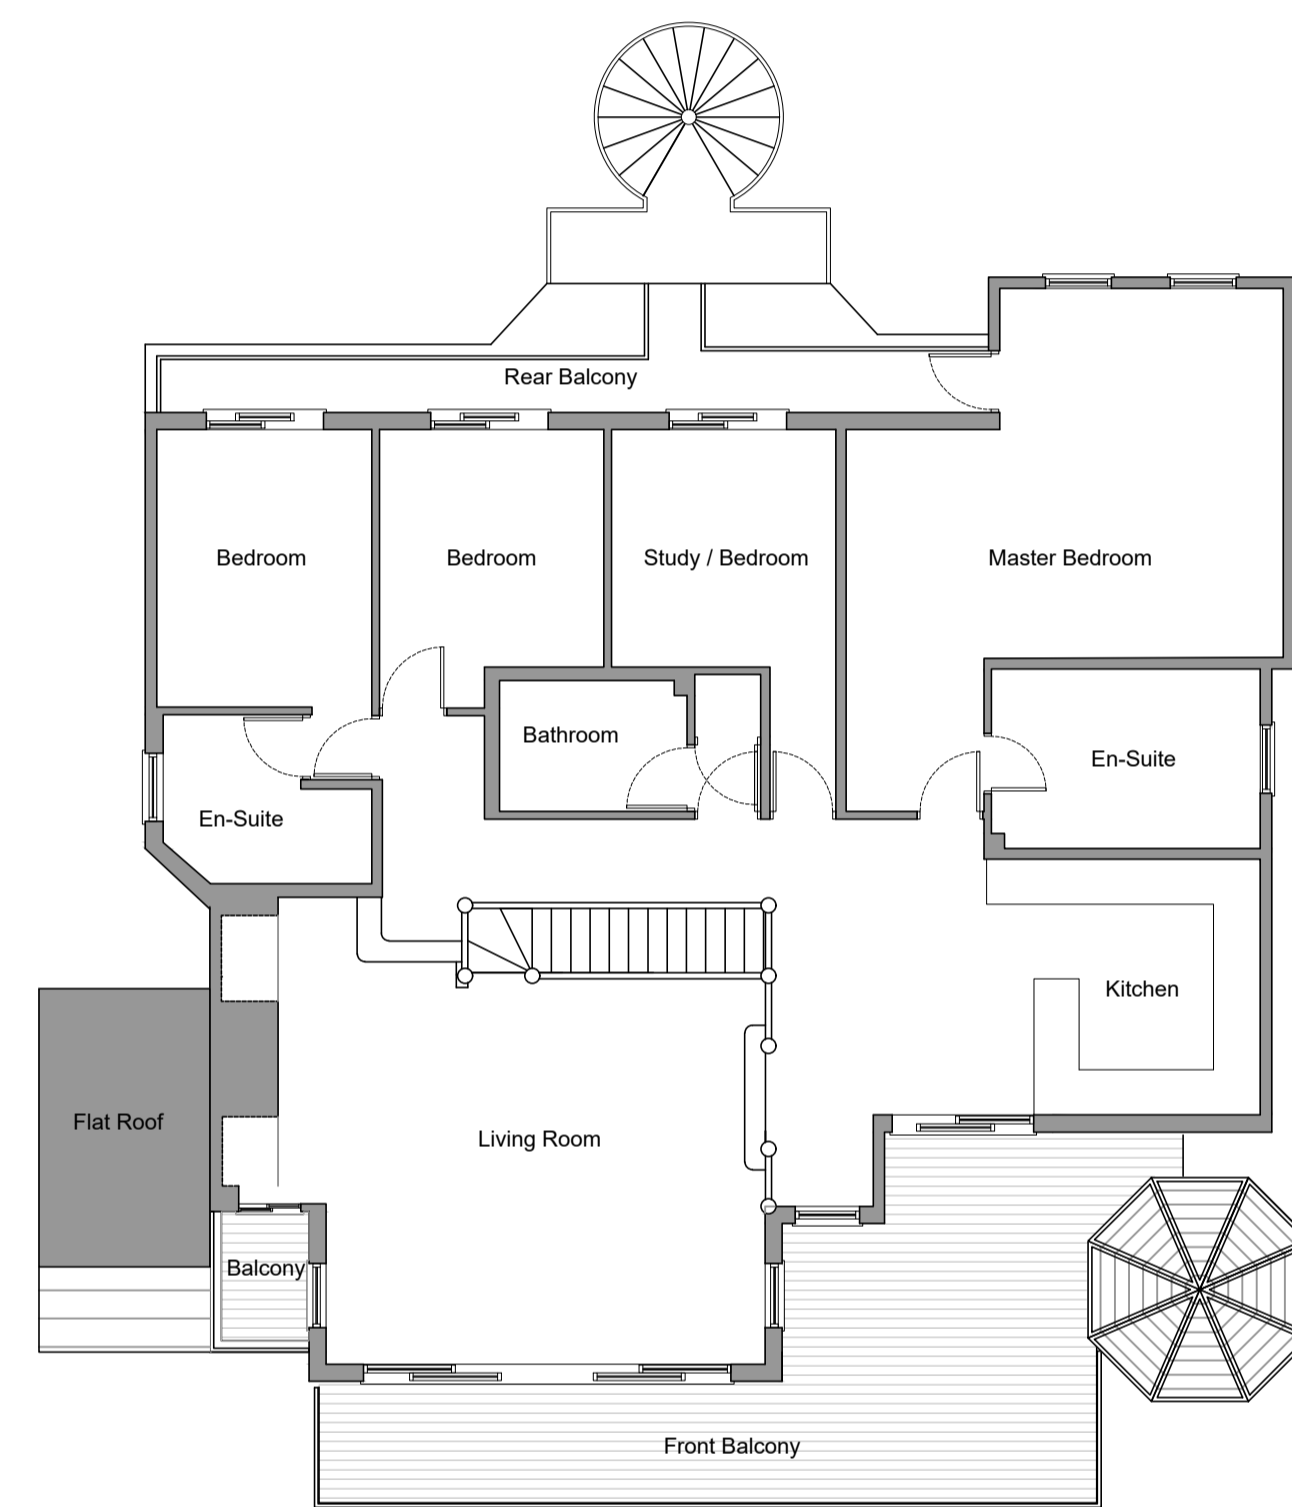 Rear Balcony
Bedroom
Bedroom
Study / Bedroom
Master Bedroom
Bathroom
En-Suite
En-Suite
Kitchen
Flat Roof
Living Room
Balcony
Front Balcony